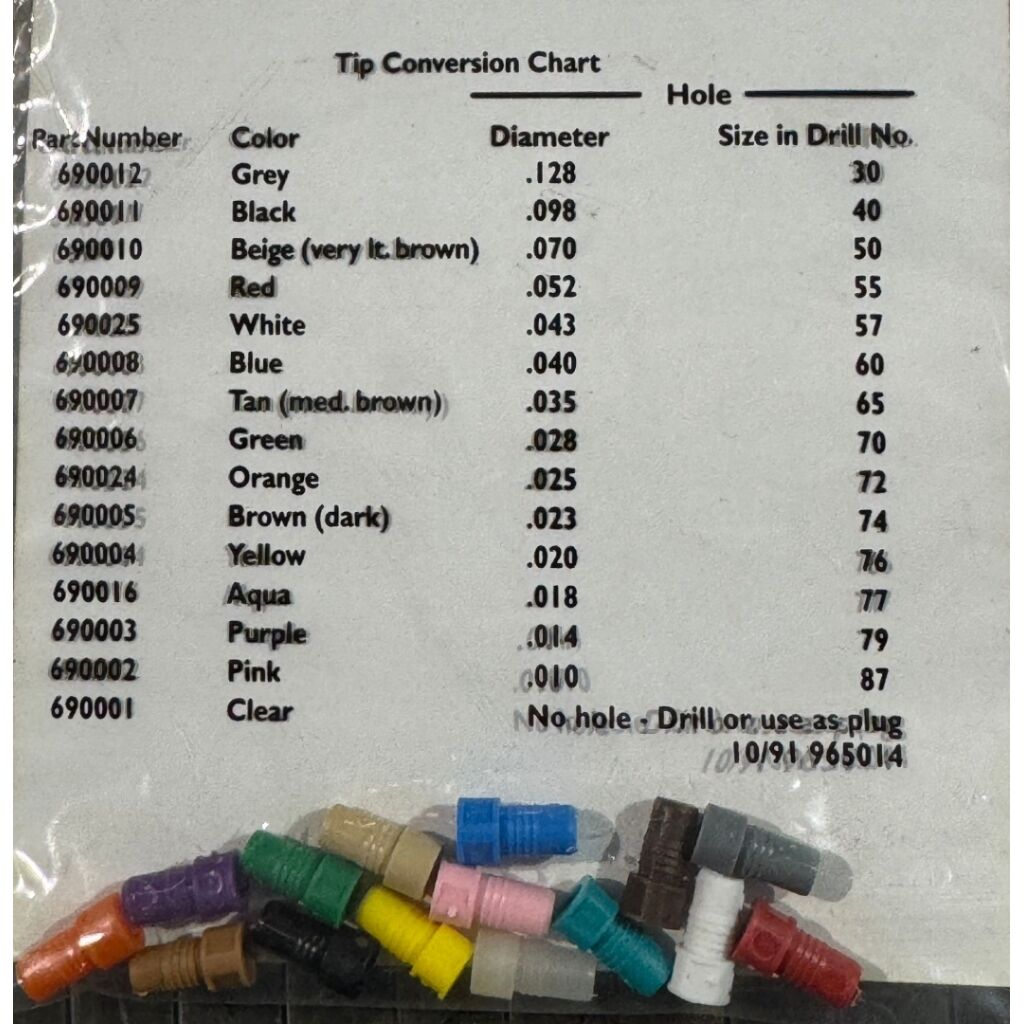 Tip Conversion Chart
Hole
Part Number Color Diameter Size in Drill No.
690012 Grey .128 30
690011 Black .098 40
690010 Beige (very lt. brown) .070 50
690009 Red .052 55
690025 White .043 57
690008 Blue .040 60
690007 Tan (med. brown) .035 65
690006 Green .028 70
690024 Orange .025 72
690005 Brown (dark) .023 74
690004 Yellow .020 76
690016 Aqua .018 77
690003 Purple .014 79
690002 Pink .010 87
690001 Clear No hole - Drill or use as plug
10/91 965014